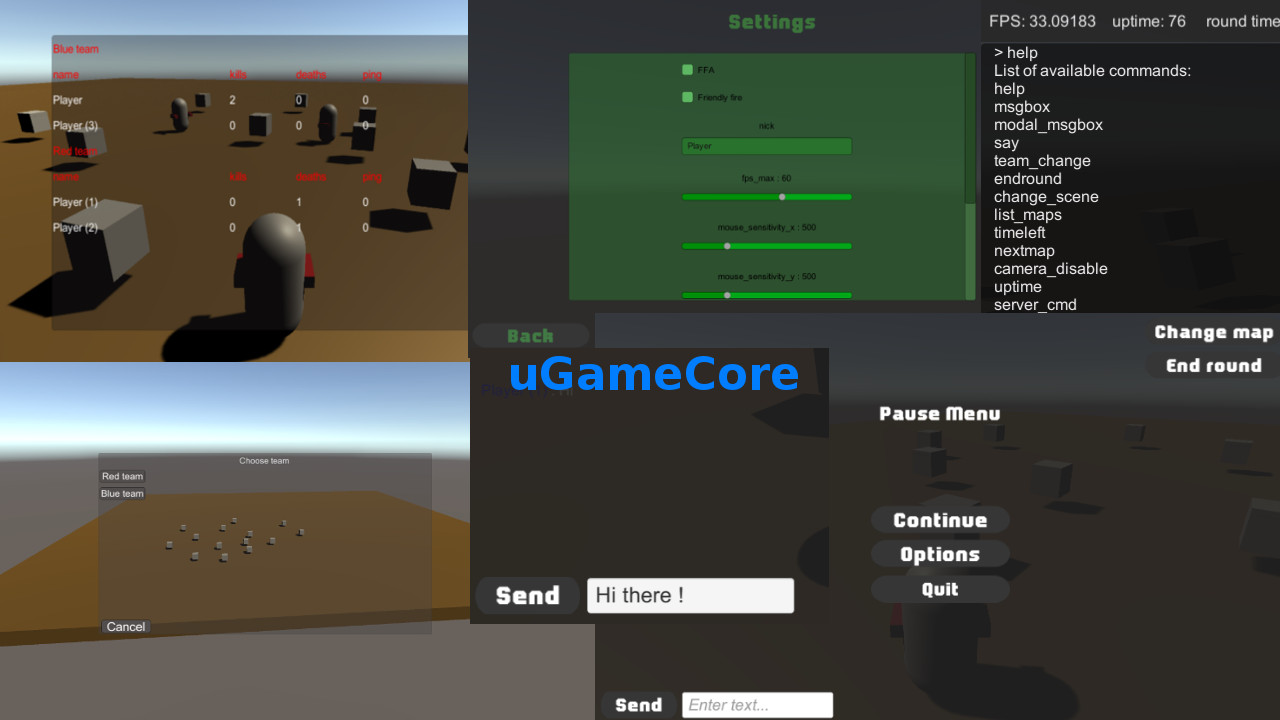 Blue team
name kills deaths ping
Player 2 0 0
Player (3) 0 0 0
Red team
name kills deaths ping
Player (1) 0 1 0
Player (2) 0 1 0
Settings
FFA
Friendly fire
nick
Player
fps_max : 60
mouse_sensitivity_x : 500
mouse_sensitivity_y : 500
Back
FPS: 33.09183 uptime: 76 round time
> help
List of available commands:
help
msgbox
modal_msgbox
say
team_change
endround
change_scene
list_maps
timeleft
nextmap
camera_disable
uptime
server_cmd
uGameCore
Choose team
Red team
Blue team
Cancel
Send Hi there !
Change map
End round
Pause Menu
Continue
Options
Quit
Send Enter text...